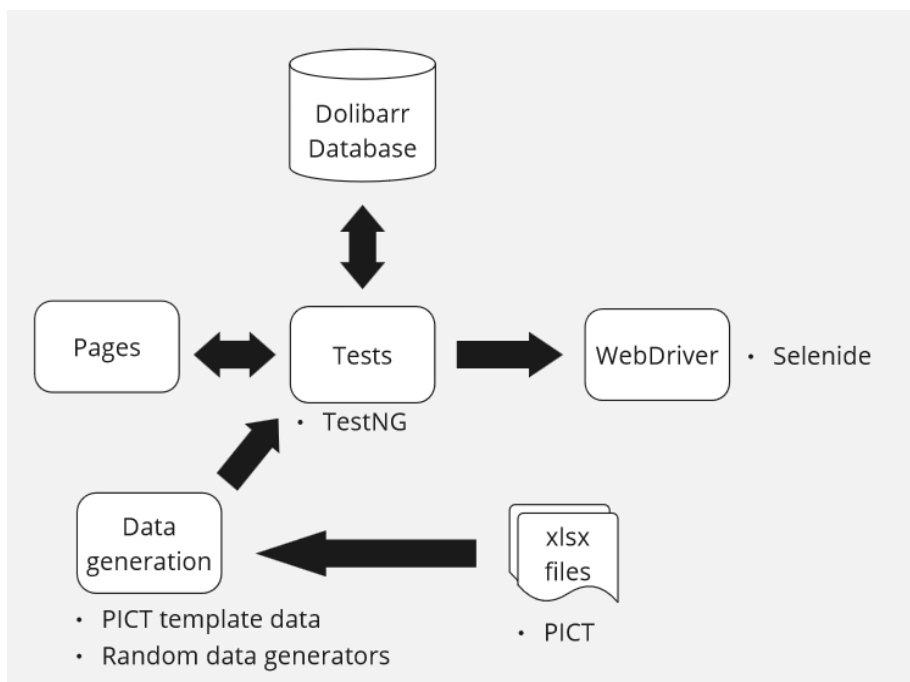 Dolibarr
Database
Pages
Tests
WebDriver
• Selenide
• TestNG
Data
generation
xlsx
files
• PICT template data
• Random data generators
• PICT